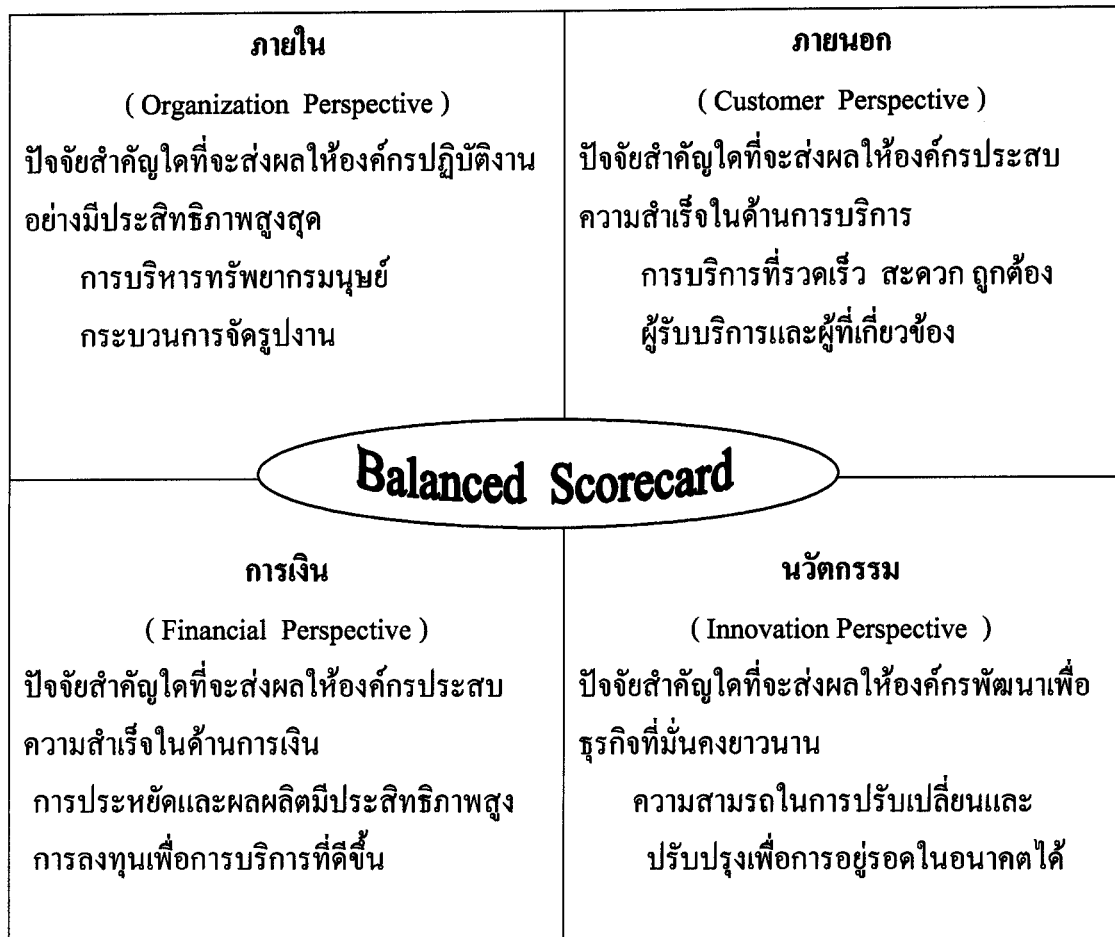 ภายใน
( Organization Perspective )
ปัจจัยสำคัญใดที่จะส่งผลให้องค์กรปฏิบัติงาน
อย่างมีประสิทธิภาพสูงสุด
การบริหารทรัพยากรมนุษย์
กระบวนการจัดรูปงาน
ภายนอก
( Customer Perspective )
ปัจจัยสำคัญใดที่จะส่งผลให้องค์กรประสบ
ความสำเร็จในด้านการบริการ
การบริการที่รวดเร็ว สะดวก ถูกต้อง
ผู้รับบริการและผู้ที่เกี่ยวข้อง
Balanced Scorecard
การเงิน
( Financial Perspective )
ปัจจัยสำคัญใดที่จะส่งผลให้องค์กรประสบ
ความสำเร็จในด้านการเงิน
การประหยัดและผลผลิตมีประสิทธิภาพสูง
การลงทุนเพื่อการบริการที่ดีขึ้น
นวัตกรรม
( Innovation Perspective )
ปัจจัยสำคัญใดที่จะส่งผลให้องค์กรพัฒนาเพื่อ
ธุรกิจที่มั่นคงยาวนาน
ความสามารถในการปรับเปลี่ยนและ
ปรับปรุงเพื่อการอยู่รอดในอนาคตได้